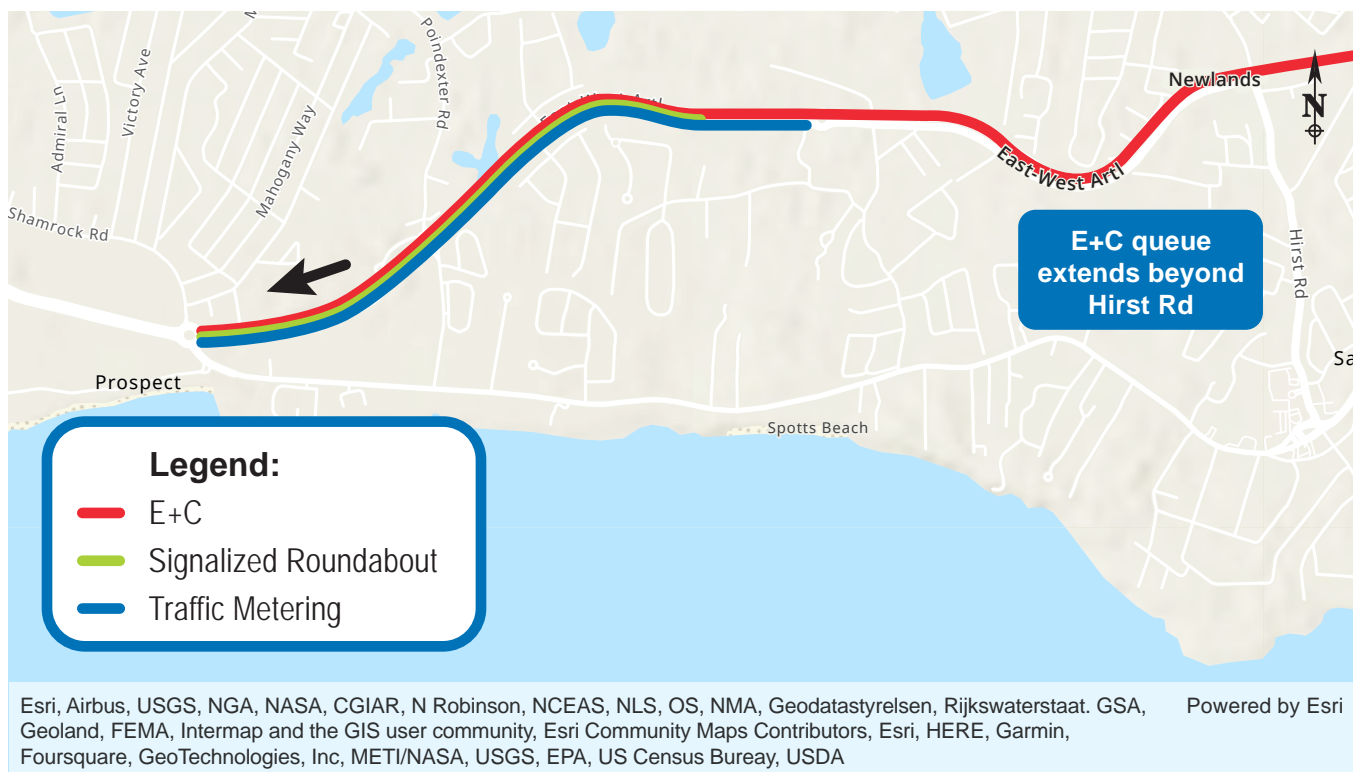 Poindexter Rd
Victory Ave
Admiral Ln
Mahogany Way
Shamrock Rd
Newlands
N
East-West Artl
Hirst Rd
E+C queue
extends beyond
Hirst Rd
Prospect
Spotts Beach
Sa
Legend:
E+C
Signalized Roundabout
Traffic Metering
Esri, Airbus, USGS, NGA, NASA, CGIAR, N Robinson, NCEAS, NLS, OS, NMA, Geodatastyrelsen, Rijkswaterstaat. GSA,
Geoland, FEMA, Intermap and the GIS user community, Esri Community Maps Contributors, Esri, HERE, Garmin,
Foursquare, GeoTechnologies, Inc, METI/NASA, USGS, EPA, US Census Bureay, USDA
Powered by Esri